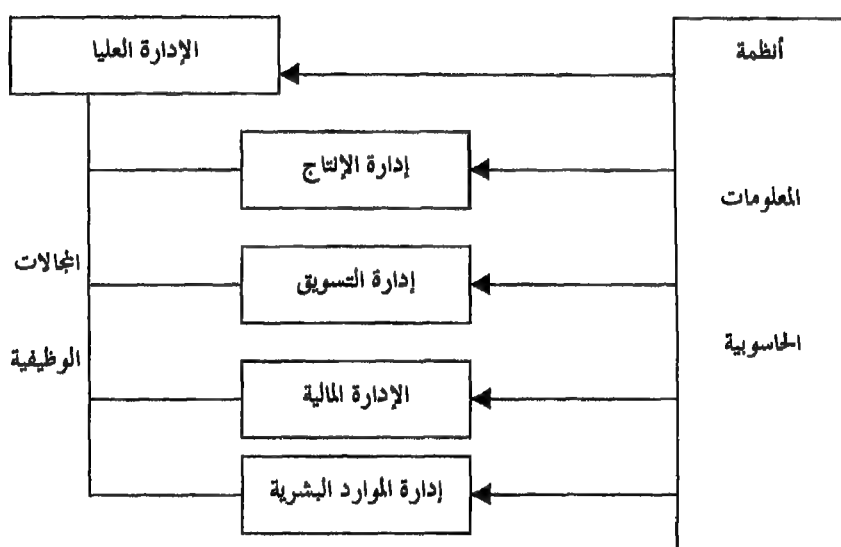 أنظمة
الإدارة العليا
إدارة الإنتاج
المعلومات
المجالات
إدارة التسويق
الحاسوبية
الوظيفية
الإدارة المالية
إدارة الموارد البشرية